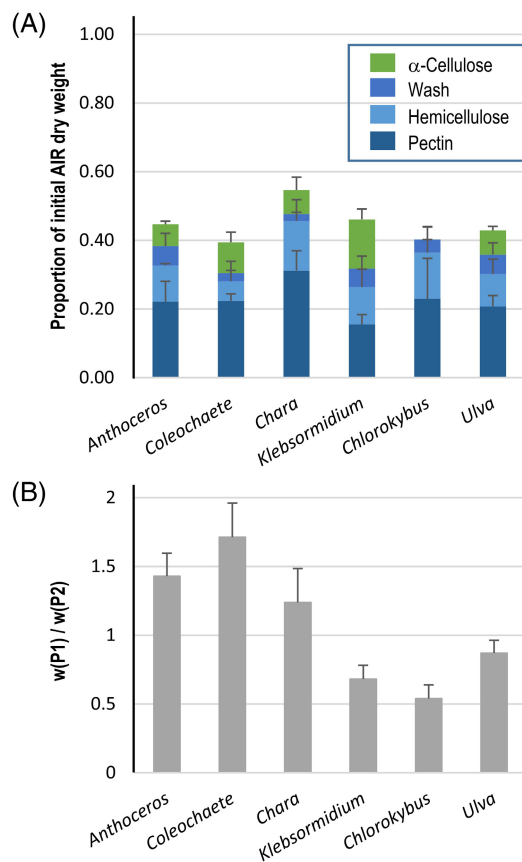 (A)
Proportion of initial AIR dry weight
1.00
0.80
0.60
0.40
0.20
0.00
α-Cellulose
Wash
Hemicellulose
Pectin
Anthoceros
Coleochaete
Chara
Klebsormidium
Chlorokybus
Ulva
(B)
w(P1) / w(P2)
2
1.5
1
0.5
0
Anthoceros
Coleochaete
Chara
Klebsormidium
Chlorokybus
Ulva